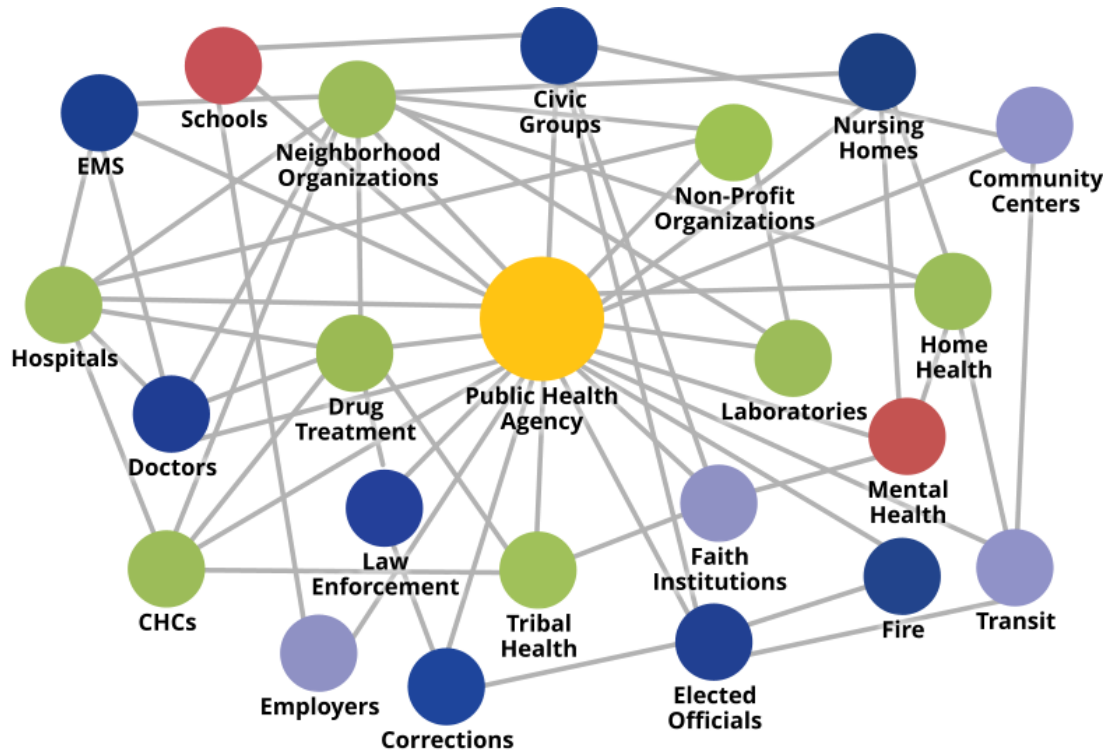 Schools
EMS
Neighborhood
Organizations
Civic
Groups
Nursing
Homes
Community
Centers
Non-Profit
Organizations
Hospitals
Drug
Treatment
Public Health
Agency
Laboratories
Home
Health
Doctors
Mental
Health
Law
Enforcement
Faith
Institutions
CHCs
Tribal
Health
Fire
Transit
Employers
Corrections
Elected
Officials